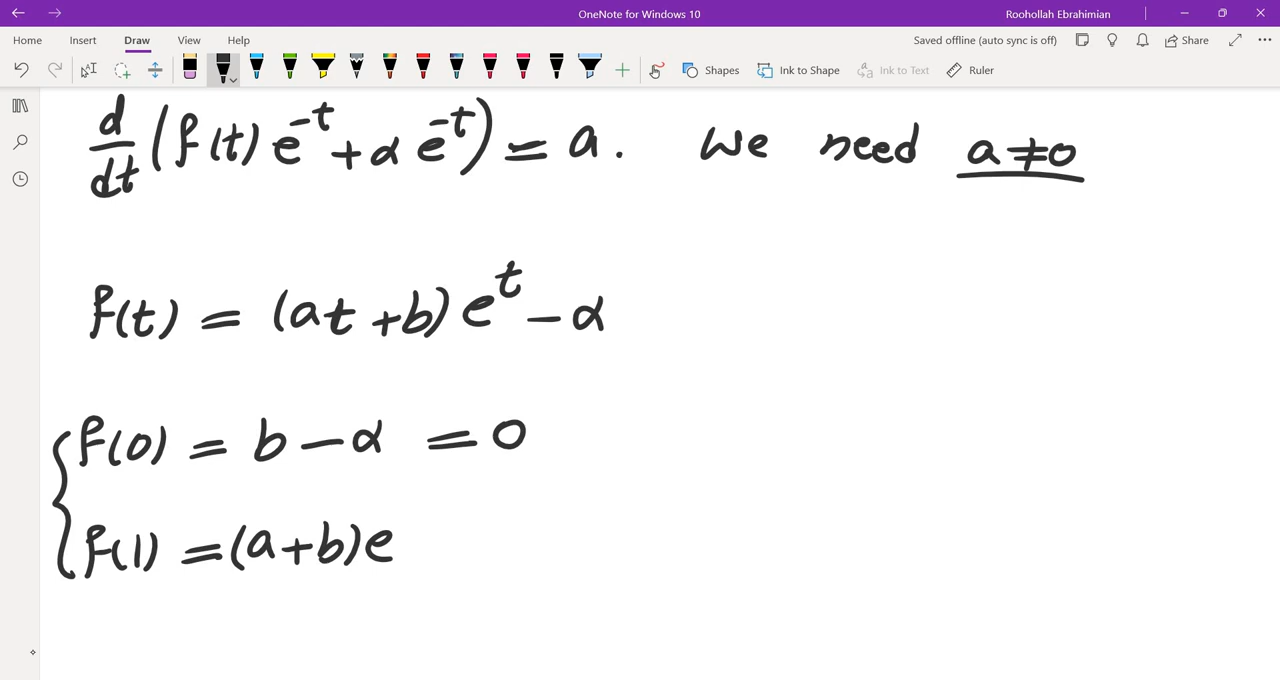 OneNote for Windows 10
Roohollah Ebrahimian
Home Insert Draw View Help
Saved offline (auto sync is off) Share
Shapes Ink to Shape Ink to Text Ruler
d/dt (f(t) e^{-t} + α e^{-t}) = a. We need a ≠ 0
f(t) = (at + b) e^t - α
f(0) = b - α = 0
f(1) = (a + b) e